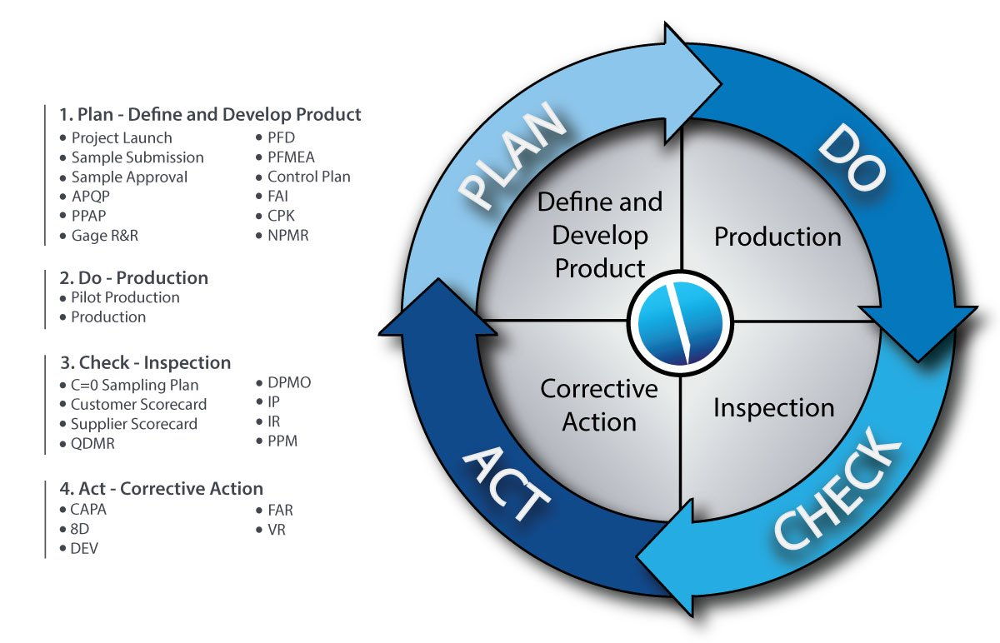 1. Plan - Define and Develop Product
• Project Launch
• Sample Submission
• Sample Approval
• APQP
• PPAP
• Gage R&R
• PFD
• PFMEA
• Control Plan
• FAI
• CPK
• NPMR
2. Do - Production
• Pilot Production
• Production
3. Check - Inspection
• C=0 Sampling Plan
• Customer Scorecard
• Supplier Scorecard
• QDMR
• DPMO
• IP
• IR
• PPM
4. Act - Corrective Action
• CAPA
• 8D
• DEV
• FAR
• VR
PLAN
DO
CHECK
ACT
Define and
Develop
Product
Production
Inspection
Corrective
Action